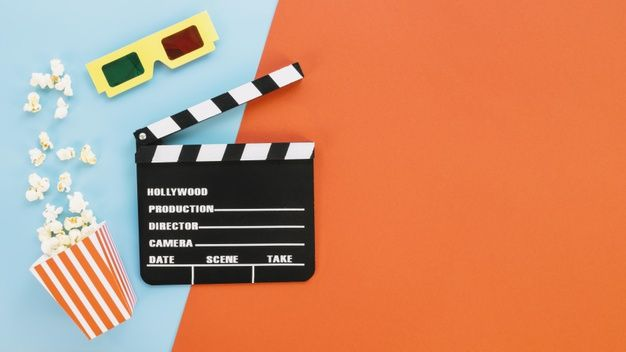 HOLLYWOOD
PRODUCTION
DIRECTOR
CAMERA
DATE SCENE TAKE